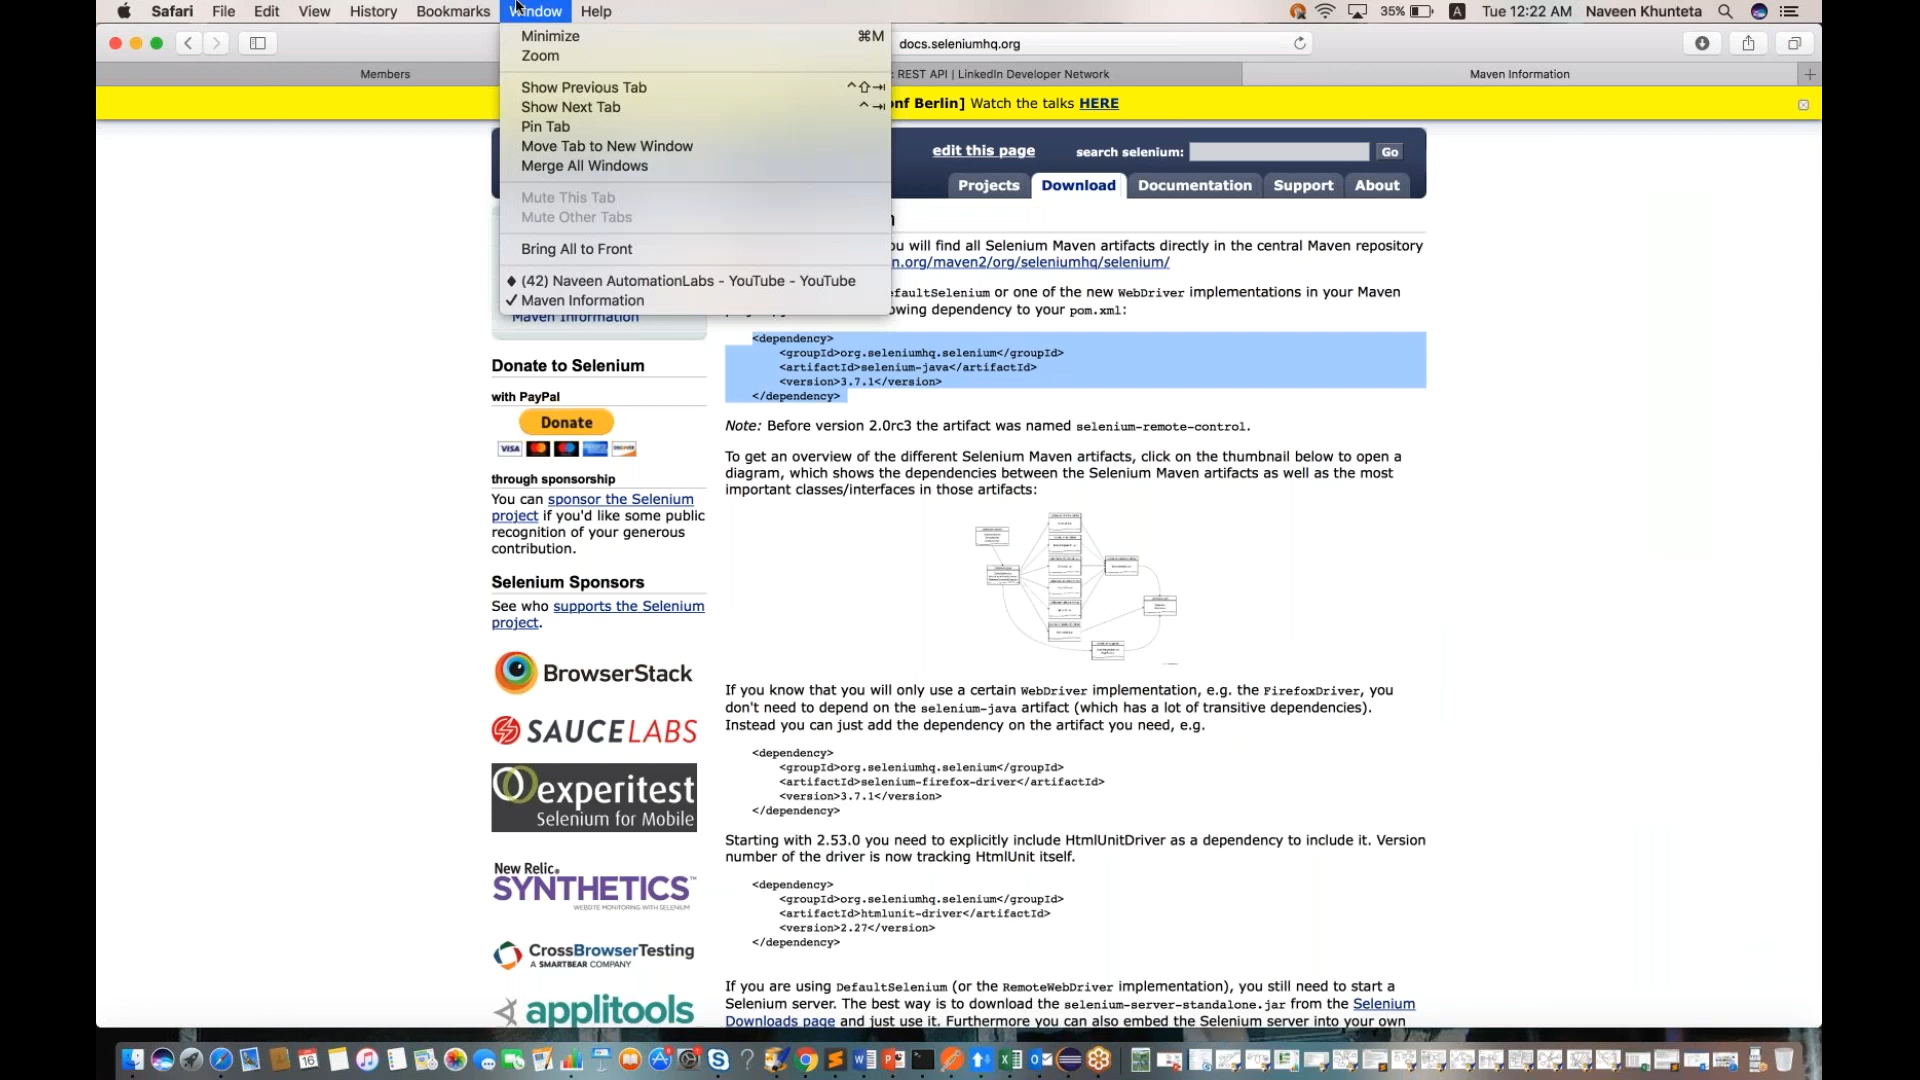 Safari File Edit View History Bookmarks Window Help 35% A Tue 12:22 AM Naveen Khunteta
docs.seleniumhq.org
Members
REST API | LinkedIn Developer Network
Maven Information
Minimize ⌘M
Zoom
Show Previous Tab
Show Next Tab
Pin Tab
Move Tab to New Window
Merge All Windows
Mute This Tab
Mute Other Tabs
Bring All to Front
(42) Naveen AutomationLabs - YouTube - YouTube
✓ Maven Information
nf Berlin] Watch the talks HERE
edit this page search selenium: Go
Projects Download Documentation Support About
Maven Information
Donate to Selenium
with PayPal
Donate
VISA
through sponsorship
You can sponsor the Selenium
project if you'd like some public
recognition of your generous
contribution.
Selenium Sponsors
See who supports the Selenium
project.
BrowserStack
SAUCELABS
experitest
Selenium for Mobile
New Relic.
SYNTHETICS™
WEBSITE MONITORING WITH SELENIUM
CrossBrowserTesting
A SMARTBEAR COMPANY
applitools
u will find all Selenium Maven artifacts directly in the central Maven repository
n.org/maven2/org/seleniumhq/selenium/
faultSelenium or one of the new WebDriver implementations in your Maven
wing dependency to your pom.xml:
<dependency>
<groupId>org.seleniumhq.selenium</groupId>
<artifactId>selenium-java</artifactId>
<version>3.7.1</version>
</dependency>
Note: Before version 2.0rc3 the artifact was named selenium-remote-control.
To get an overview of the different Selenium Maven artifacts, click on the thumbnail below to open a
diagram, which shows the dependencies between the Selenium Maven artifacts as well as the most
important classes/interfaces in those artifacts:
If you know that you will only use a certain WebDriver implementation, e.g. the FirefoxDriver, you
don't need to depend on the selenium-java artifact (which has a lot of transitive dependencies).
Instead you can just add the dependency on the artifact you need, e.g.
<dependency>
<groupId>org.seleniumhq.selenium</groupId>
<artifactId>selenium-firefox-driver</artifactId>
<version>3.7.1</version>
</dependency>
Starting with 2.53.0 you need to explicitly include HtmlUnitDriver as a dependency to include it. Version
number of the driver is now tracking HtmlUnit itself.
<dependency>
<groupId>org.seleniumhq.selenium</groupId>
<artifactId>htmlunit-driver</artifactId>
<version>2.27</version>
</dependency>
If you are using DefaultSelenium (or the RemoteWebDriver implementation), you still need to start a
Selenium server. The best way is to download the selenium-server-standalone.jar from the Selenium
Downloads page and just use it. Furthermore you can also embed the Selenium server into your own